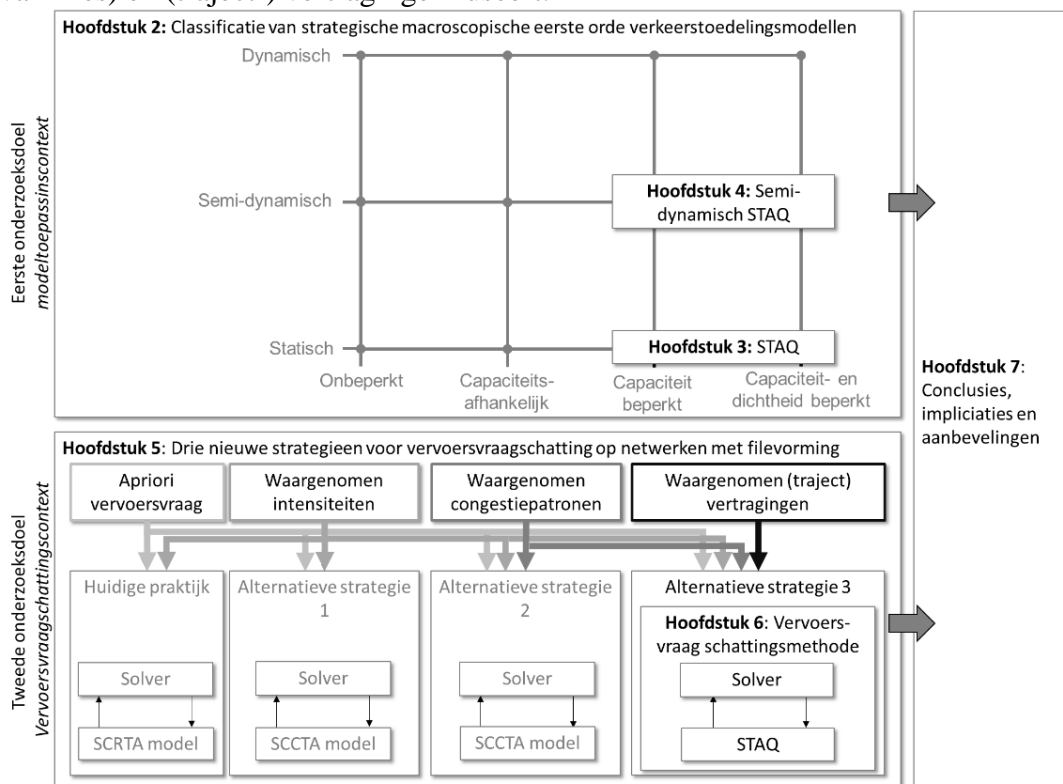 Hoofdstuk 2: Classificatie van strategische macroscopische eerste orde verkeerstoedelingsmodellen
Eerste onderzoeksdoel
modeltoepassinscontext
Dynamisch
Semi-dynamisch
Statisch
Hoofdstuk 4: Semi-
dynamisch STAQ
Hoofdstuk 3: STAQ
Onbeperkt
Capaciteits-
afhankelijk
Capaciteit
beperkt
Capaciteit- en
dichtheid beperkt
Hoofdstuk 7:
Conclusies,
impliciaties en
aanbevelingen
Tweede onderzoeksdoel
Vervoersvraagschattingscontext
Hoofdstuk 5: Drie nieuwe strategieen voor vervoersvraagschatting op netwerken met filevorming
Apriori
vervoersvraag
Waargenomen
intensiteiten
Waargenomen
congestiepatronen
Waargenomen (traject)
vertragingen
Huidige praktijk
Solver
SCRTA model
Alternatieve strategie
1
Solver
SCCTA model
Alternatieve strategie
2
Solver
SCCTA model
Alternatieve strategie 3
Hoofdstuk 6: Vervoers-
vraag schattingsmethode
Solver
STAQ